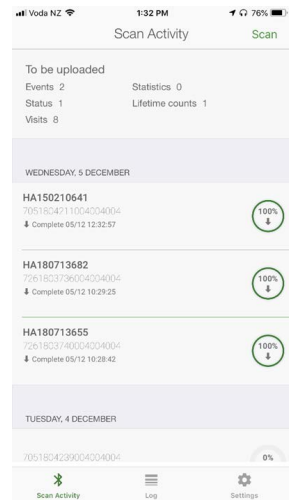 Voda NZ 1:32 PM 76%
Scan Activity Scan
To be uploaded
Events 2 Statistics 0
Status 1 Lifetime counts 1
Visits 8
WEDNESDAY, 5 DECEMBER
HA150210641
7051804211004004004 100%
Complete 05/12 12:32:57
HA180713682
7261803736004004004 100%
Complete 05/12 10:29:25
HA180713655
7261803740004004004 100%
Complete 05/12 10:28:42
TUESDAY, 4 DECEMBER
7051804239004004004 0%
Scan Activity Log Settings